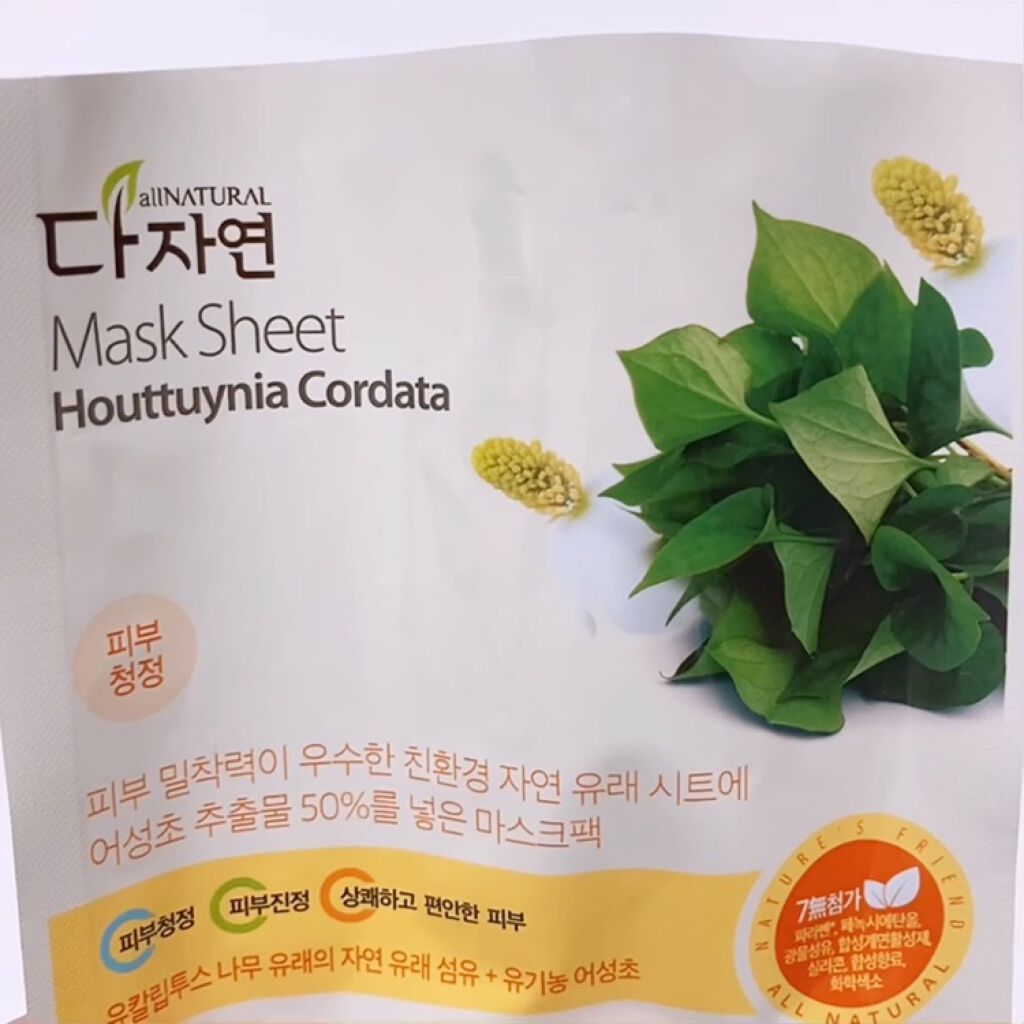 allNATURAL
다자연
Mask Sheet
Houttuynia Cordata
피부
청정
피부 밀착력이 우수한 친환경 자연 유래 시트에
어성초 추출물 50%를 넣은 마스크팩
피부청정
피부진정
상쾌하고 편안한 피부
유칼립투스 나무 유래의 자연 유래 섬유 + 유기농 어성초
NATURE'S FRIEND
7無첨가
파라벤*, 페녹시에탄올,
광물성유, 합성계면활성제,
실리콘, 합성향료,
화학색소
ALL NATURAL